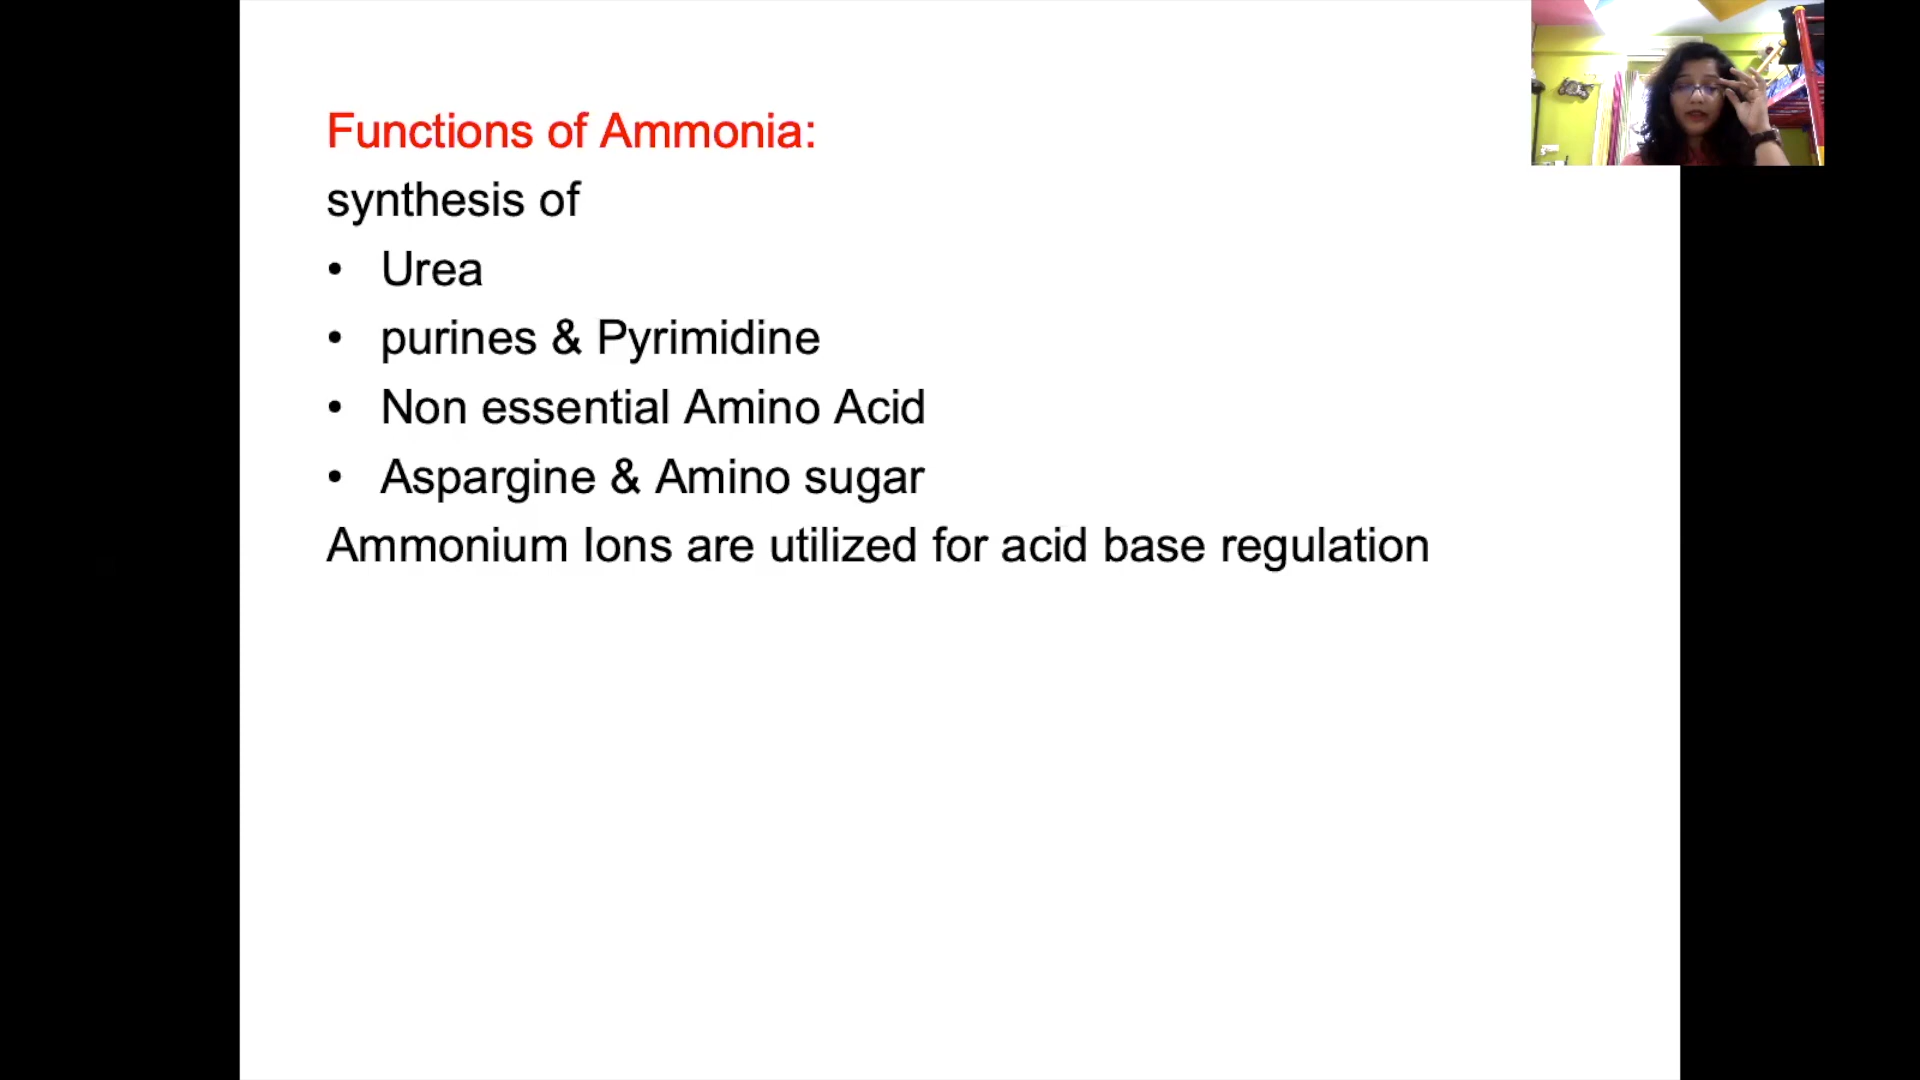 Functions of Ammonia:
synthesis of
• Urea
• purines & Pyrimidine
• Non essential Amino Acid
• Aspargine & Amino sugar
Ammonium Ions are utilized for acid base regulation